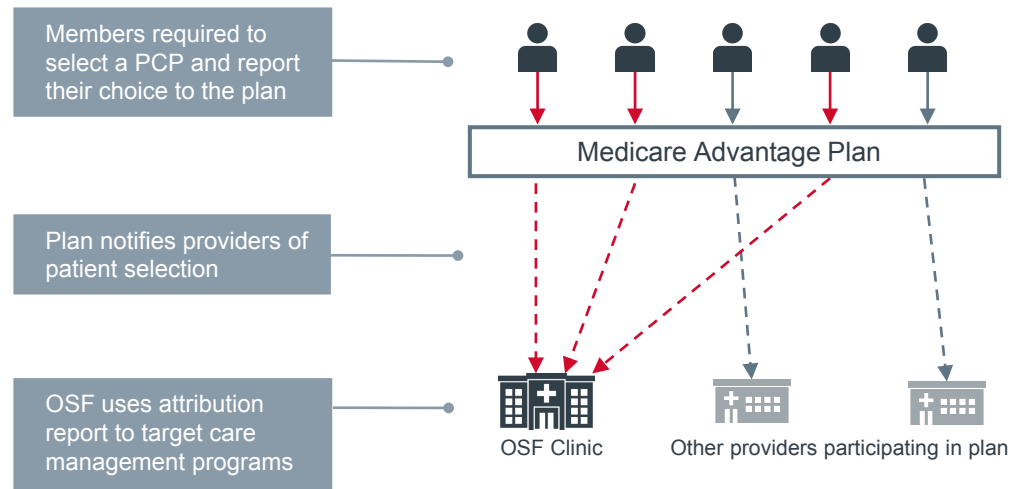 Members required to
select a PCP and report
their choice to the plan
Medicare Advantage Plan
Plan notifies providers of
patient selection
OSF uses attribution
report to target care
management programs
OSF Clinic
Other providers participating in plan